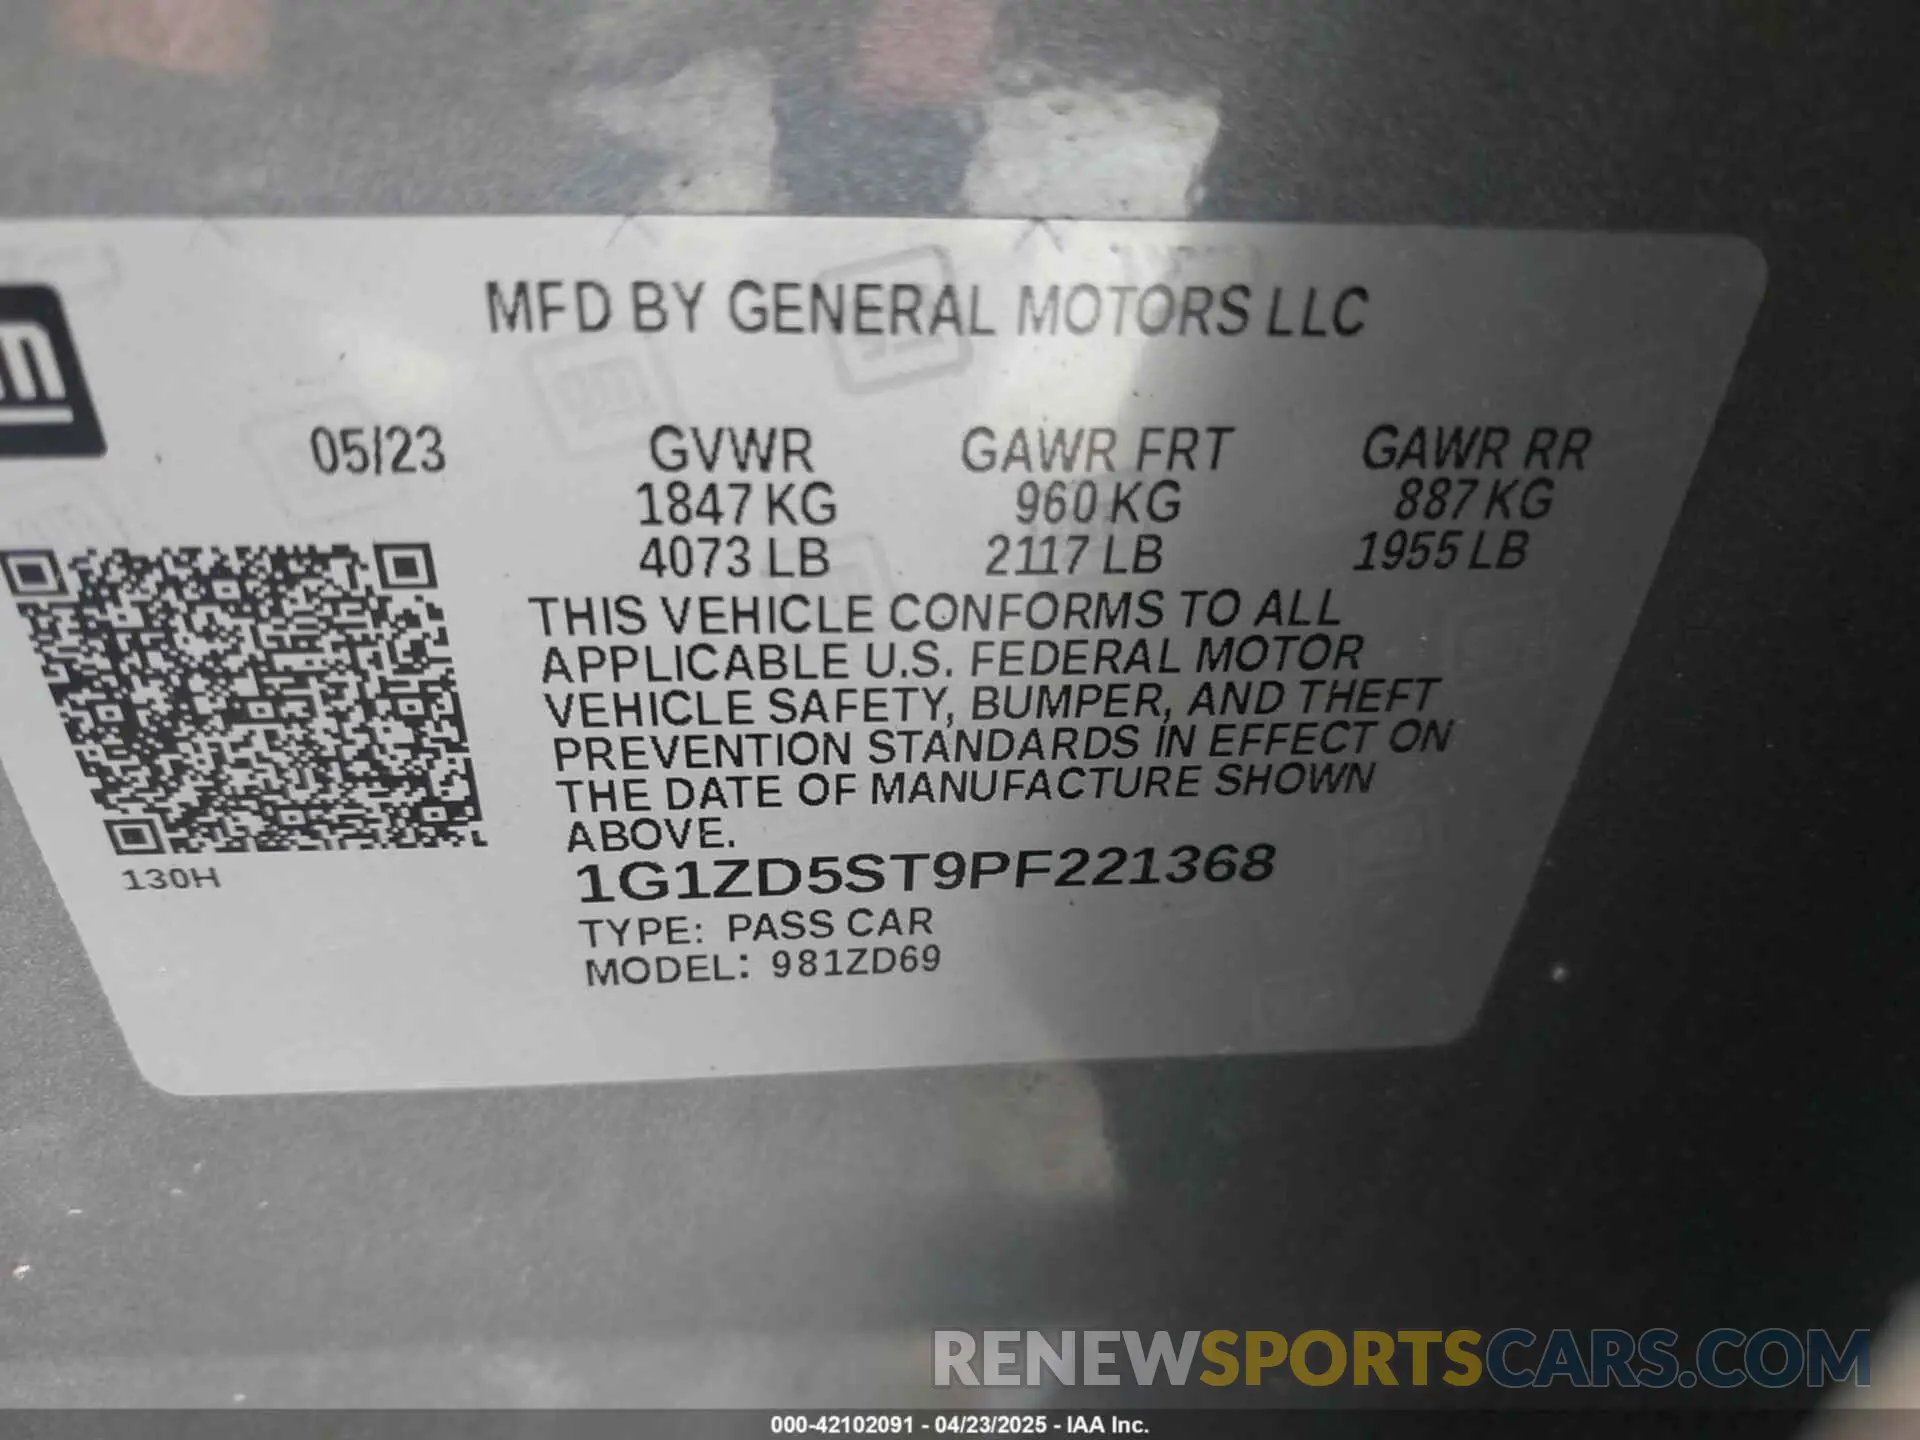 MFD BY GENERAL MOTORS LLC
05/23 GVWR GAWR FRT GAWR RR
1847 KG 960 KG 887 KG
4073 LB 2117 LB 1955 LB
THIS VEHICLE CONFORMS TO ALL
APPLICABLE U.S. FEDERAL MOTOR
VEHICLE SAFETY, BUMPER, AND THEFT
PREVENTION STANDARDS IN EFFECT ON
THE DATE OF MANUFACTURE SHOWN
ABOVE.
130H
1G1ZD5ST9PF221368
TYPE: PASS CAR
MODEL: 981ZD69
RENEWSPORTSCARS.COM
000-42102091 - 04/23/2025 - IAA Inc.